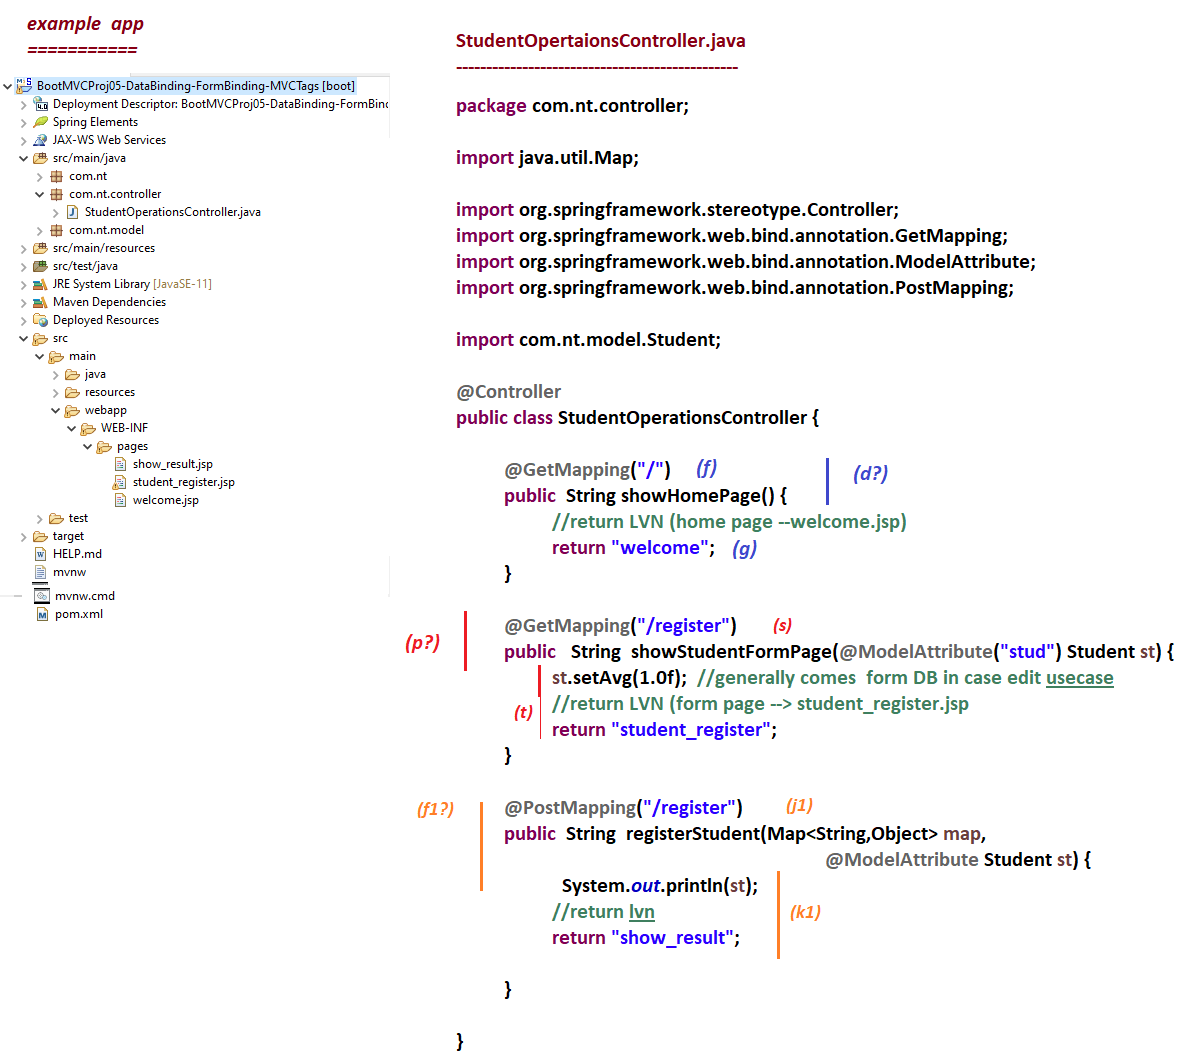 example app
===========
BootMVCProj05-DataBinding-FormBinding-MVCTags [boot]
Deployment Descriptor: BootMVCProj05-DataBinding-FormBind
Spring Elements
JAX-WS Web Services
src/main/java
com.nt
com.nt.controller
StudentOperationsController.java
com.nt.model
src/main/resources
src/test/java
JRE System Library [JavaSE-11]
Maven Dependencies
Deployed Resources
src
main
java
resources
webapp
WEB-INF
pages
show_result.jsp
student_register.jsp
welcome.jsp
test
target
HELP.md
mvnw
mvnw.cmd
pom.xml
StudentOpertaionsController.java
-----------------------------------------------
package com.nt.controller;
import java.util.Map;
import org.springframework.stereotype.Controller;
import org.springframework.web.bind.annotation.GetMapping;
import org.springframework.web.bind.annotation.ModelAttribute;
import org.springframework.web.bind.annotation.PostMapping;
import com.nt.model.Student;
@Controller
public class StudentOperationsController {
@GetMapping("/") (f) (d?)
public String showHomePage() {
//return LVN (home page --welcome.jsp)
return "welcome"; (g)
}
(p?) @GetMapping("/register") (s)
public String showStudentFormPage(@ModelAttribute("stud") Student st) {
st.setAvg(1.0f); //generally comes form DB in case edit usecase
(t) //return LVN (form page --> student_register.jsp
return "student_register";
}
(f1?) @PostMapping("/register") (j1)
public String registerStudent(Map<String,Object> map,
@ModelAttribute Student st) {
System.out.println(st);
//return lvn (k1)
return "show_result";
}
}